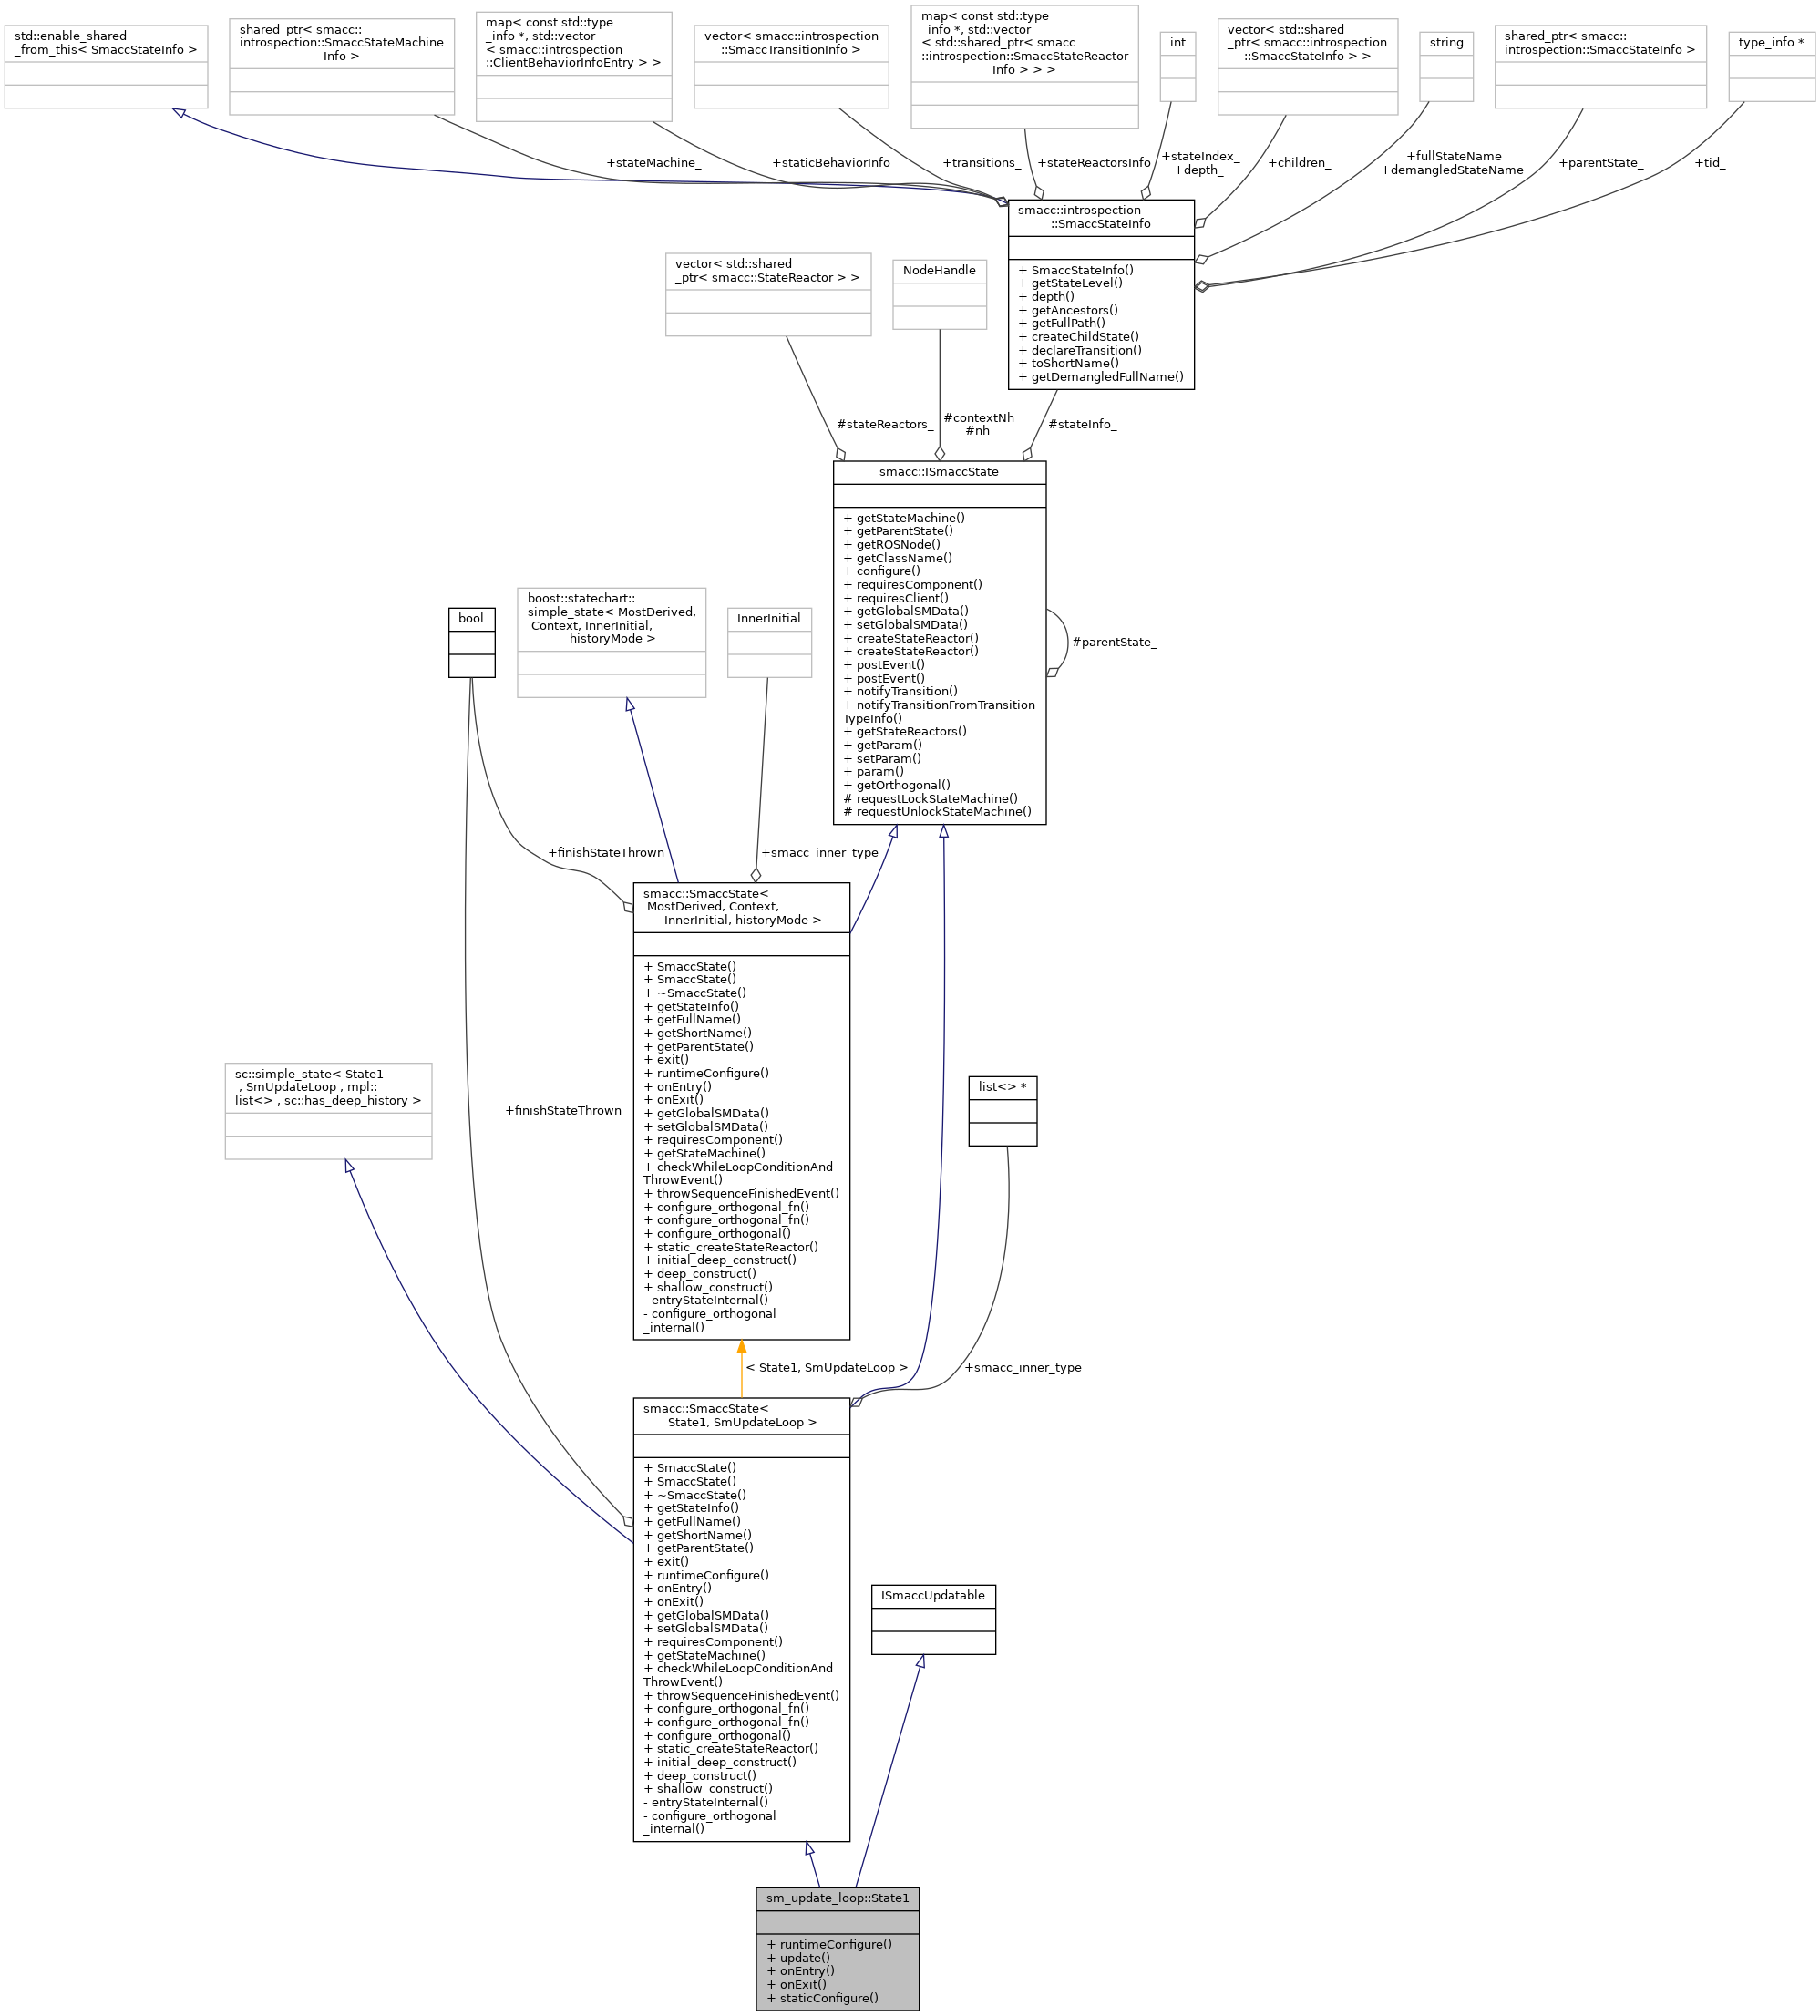 std::enable_shared
_from_this< SmaccStateInfo >
shared_ptr< smacc::
introspection::SmaccStateMachine
Info >
map< const std::type
_info *, std::vector
< smacc::introspection
::ClientBehaviorInfoEntry > >
vector< smacc::introspection
::SmaccTransitionInfo >
map< const std::type
_info *, std::vector
< std::shared_ptr< smacc
::introspection::SmaccStateReactor
Info > > >
int
vector< std::shared
_ptr< smacc::introspection
::SmaccStateInfo > >
string
shared_ptr< smacc::
introspection::SmaccStateInfo >
type_info *
+stateMachine_
+staticBehaviorInfo
+transitions_
+stateReactorsInfo
+stateIndex_
+depth_
+children_
+fullStateName
+demangledStateName
+parentState_
+tid_
smacc::introspection
::SmaccStateInfo
+ SmaccStateInfo()
+ getStateLevel()
+ depth()
+ getAncestors()
+ getFullPath()
+ createChildState()
+ declareTransition()
+ toShortName()
+ getDemangledFullName()
vector< std::shared
_ptr< smacc::StateReactor > >
NodeHandle
#stateReactors_
#contextNh
#nh
#stateInfo_
smacc::ISmaccState
+ getStateMachine()
+ getParentState()
+ getROSNode()
+ getClassName()
+ configure()
+ requiresComponent()
+ requiresClient()
+ getGlobalSMData()
+ setGlobalSMData()
+ createStateReactor()
+ createStateReactor()
+ postEvent()
+ postEvent()
+ notifyTransition()
+ notifyTransitionFromTransition
TypeInfo()
+ getStateReactors()
+ getParam()
+ setParam()
+ param()
+ getOrthogonal()
# requestLockStateMachine()
# requestUnlockStateMachine()
#parentState_
bool
boost::statechart::
simple_state< MostDerived,
Context, InnerInitial,
historyMode >
InnerInitial
+finishStateThrown
+smacc_inner_type
smacc::SmaccState<
MostDerived, Context,
InnerInitial, historyMode >
+ SmaccState()
+ SmaccState()
+ ~SmaccState()
+ getStateInfo()
+ getFullName()
+ getShortName()
+ getParentState()
+ exit()
+ runtimeConfigure()
+ onEntry()
+ onExit()
+ getGlobalSMData()
+ setGlobalSMData()
+ requiresComponent()
+ getStateMachine()
+ checkWhileLoopConditionAnd
ThrowEvent()
+ throwSequenceFinishedEvent()
+ configure_orthogonal_fn()
+ configure_orthogonal_fn()
+ configure_orthogonal()
+ static_createStateReactor()
+ initial_deep_construct()
+ deep_construct()
+ shallow_construct()
- entryStateInternal()
- configure_orthogonal
_internal()
sc::simple_state< State1
, SmUpdateLoop , mpl::
list<> , sc::has_deep_history >
+finishStateThrown
list<> *
< State1, SmUpdateLoop >
+smacc_inner_type
smacc::SmaccState<
State1, SmUpdateLoop >
+ SmaccState()
+ SmaccState()
+ ~SmaccState()
+ getStateInfo()
+ getFullName()
+ getShortName()
+ getParentState()
+ exit()
+ runtimeConfigure()
+ onEntry()
+ onExit()
+ getGlobalSMData()
+ setGlobalSMData()
+ requiresComponent()
+ getStateMachine()
+ checkWhileLoopConditionAnd
ThrowEvent()
+ throwSequenceFinishedEvent()
+ configure_orthogonal_fn()
+ configure_orthogonal_fn()
+ configure_orthogonal()
+ static_createStateReactor()
+ initial_deep_construct()
+ deep_construct()
+ shallow_construct()
- entryStateInternal()
- configure_orthogonal
_internal()
ISmaccUpdatable
sm_update_loop::State1
+ runtimeConfigure()
+ update()
+ onEntry()
+ onExit()
+ staticConfigure()